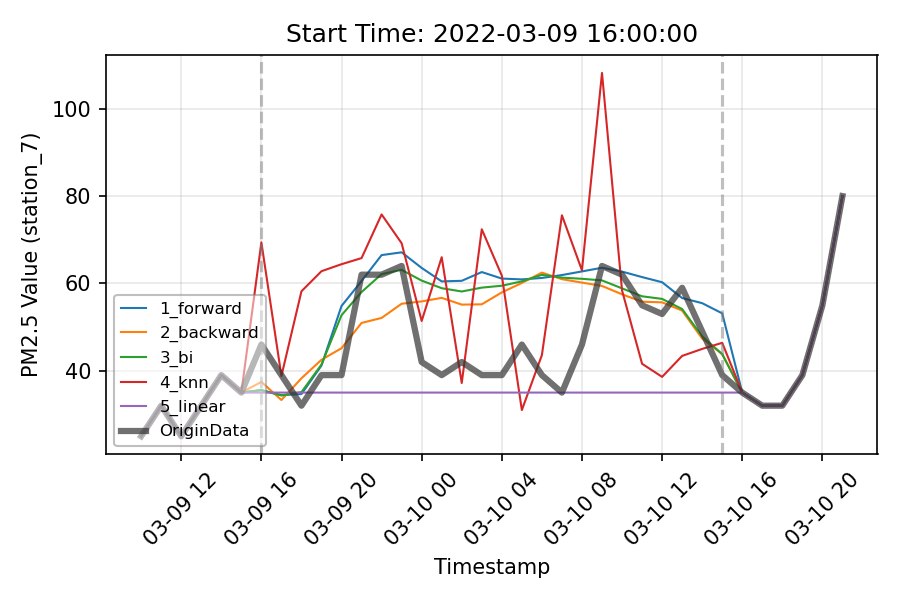 Start Time: 2022-03-09 16:00:00
PM2.5 Value (station_7)
100
80
60
40
1_forward
2_backward
3_bi
4_knn
5_linear
OriginData
03-09 12
03-09 16
03-09 20
03-10 00
03-10 04
03-10 08
03-10 12
03-10 16
03-10 20
Timestamp